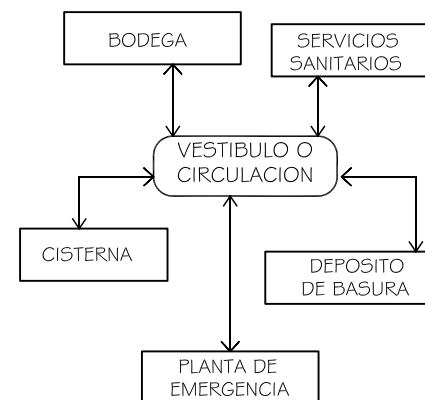 BODEGA
SERVICIOS
SANITARIOS
VESTIBULO O
CIRCULACION
CISTERNA
DEPOSITO
DE BASURA
PLANTA DE
EMERGENCIA